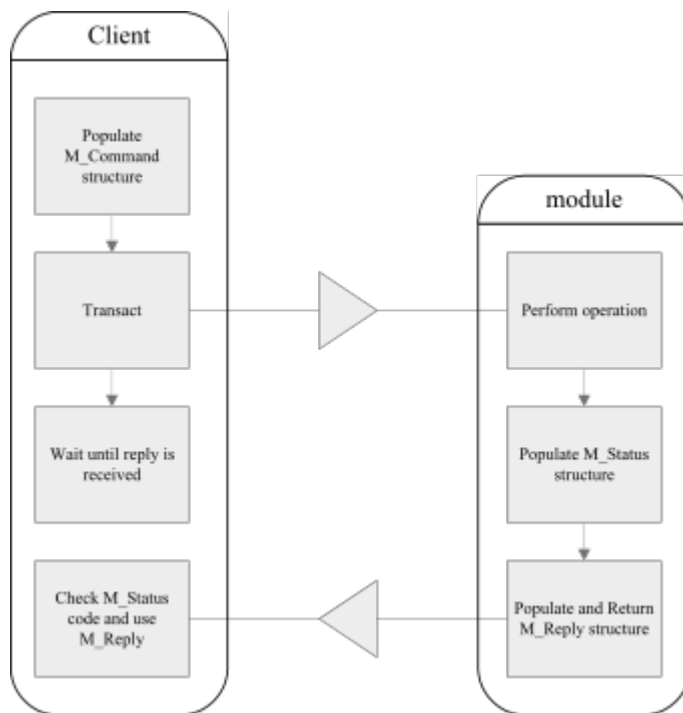 Client
Populate
M_Command
structure
Transact
Wait until reply is
received
Check M_Status
code and use
M_Reply
module
Perform operation
Populate M_Status
structure
Populate and Return
M_Reply structure